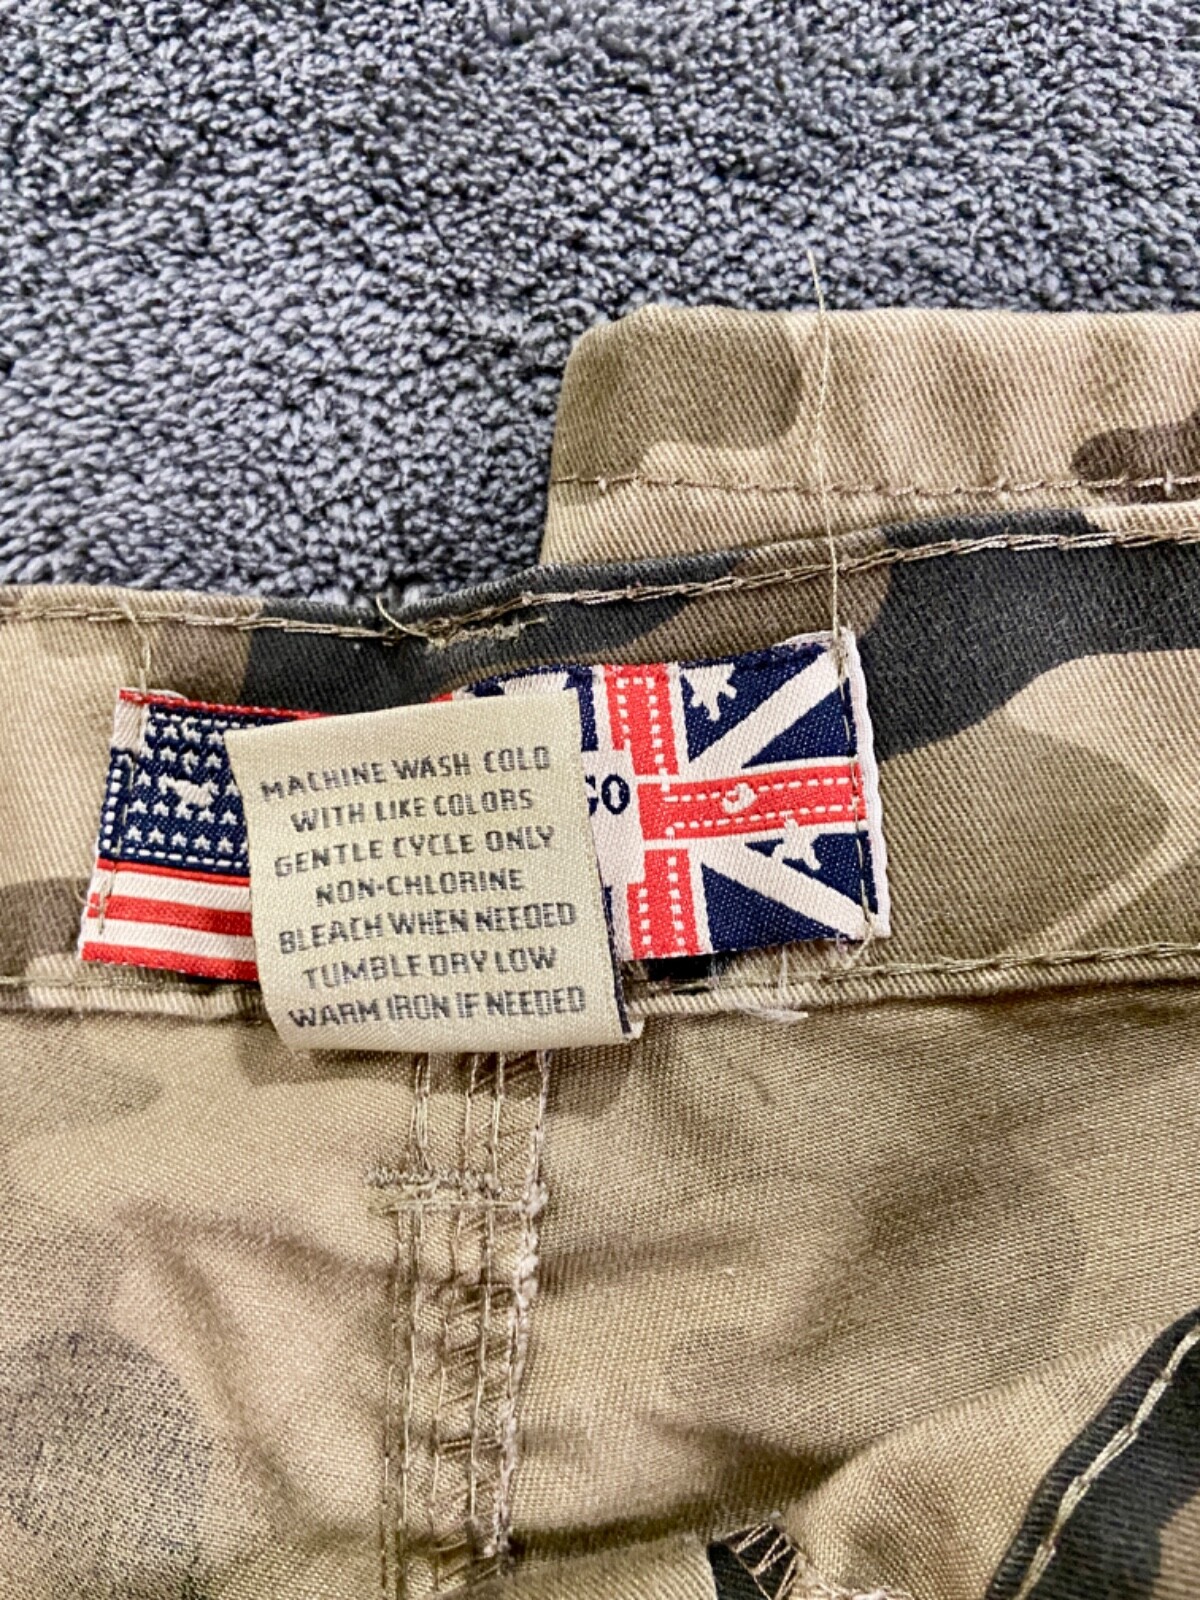 MACHINE WASH COLD
WITH LIKE COLORS
GENTLE CYCLE ONLY
NON-CHLORINE
BLEACH WHEN NEEDED
TUMBLE DRY LOW
WARM IRON IF NEEDED